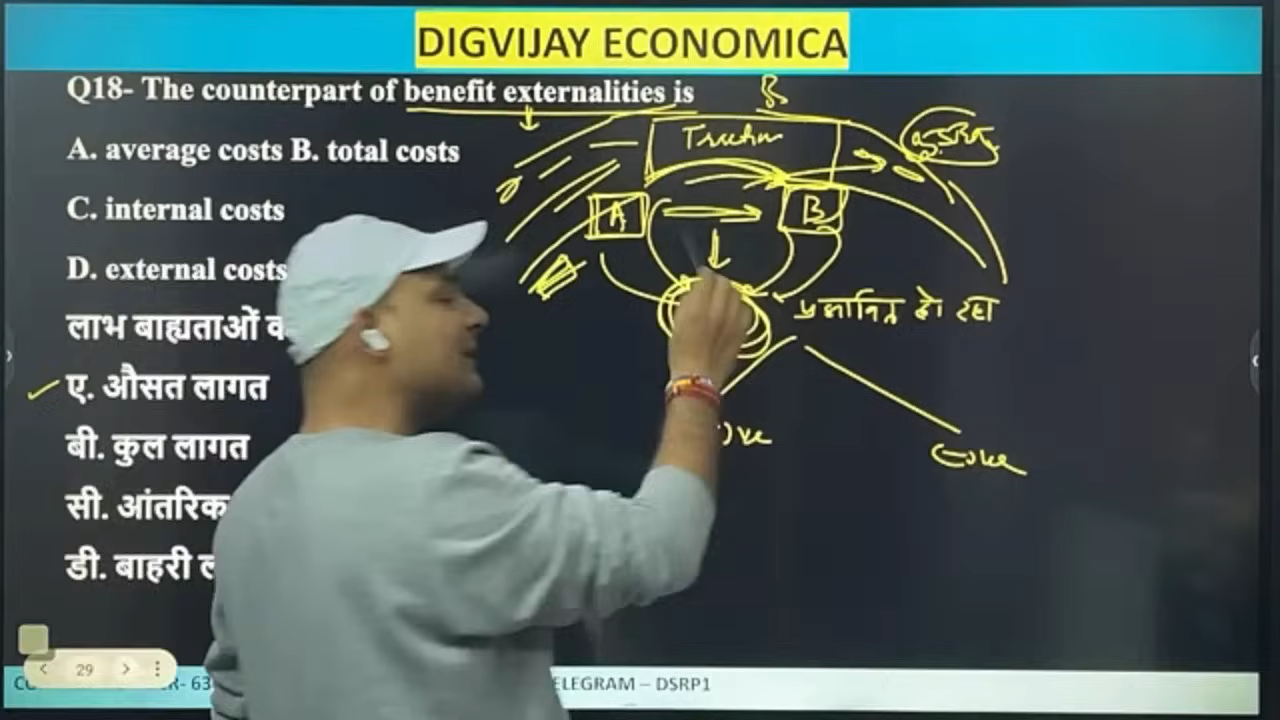 DIGVIJAY ECONOMICA
Q18- The counterpart of benefit externalities is
A. average costs B. total costs
C. internal costs
D. external costs
लाभ बाह्यताओं
ए. औसत लागत
बी. कुल लागत
सी. आंतरिक
डी. बाहरी
A
B
प्रभावित हो रहा
29
TELEGRAM – DSRP1